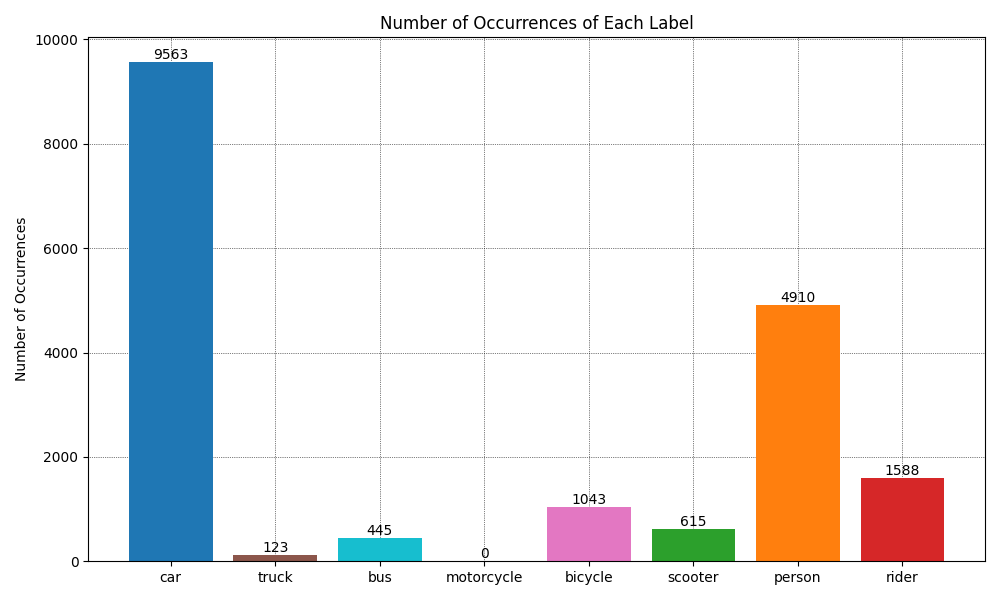 Number of Occurrences of Each Label
Number of Occurrences
10000
8000
6000
4000
2000
0
9563
123
445
0
1043
615
4910
1588
car
truck
bus
motorcycle
bicycle
scooter
person
rider